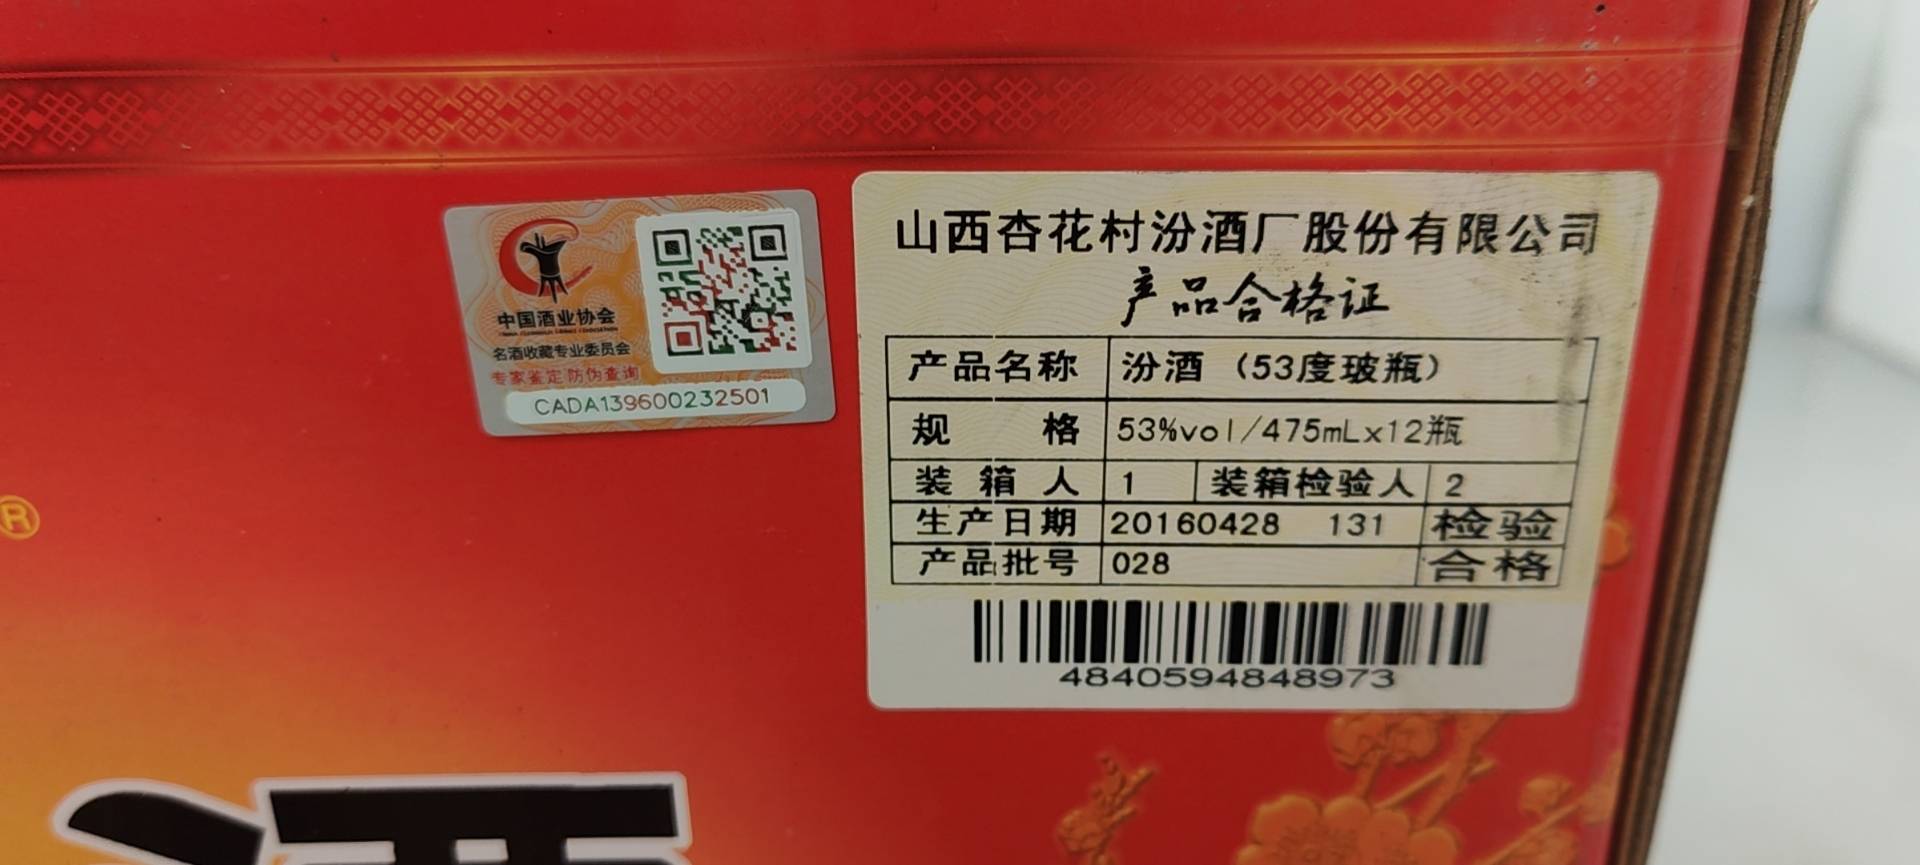 ®
中国酒业协会
名酒收藏专业委员会
专家鉴定防伪查询
CADA139600232501
山西杏花村汾酒厂股份有限公司
产品合格证
产品名称 汾酒（53度玻瓶）
规格 53%vol/475mLx12瓶
装箱人 1 装箱检验人 2
生产日期 20160428 131 检验
产品批号 028 合格
4840594848973